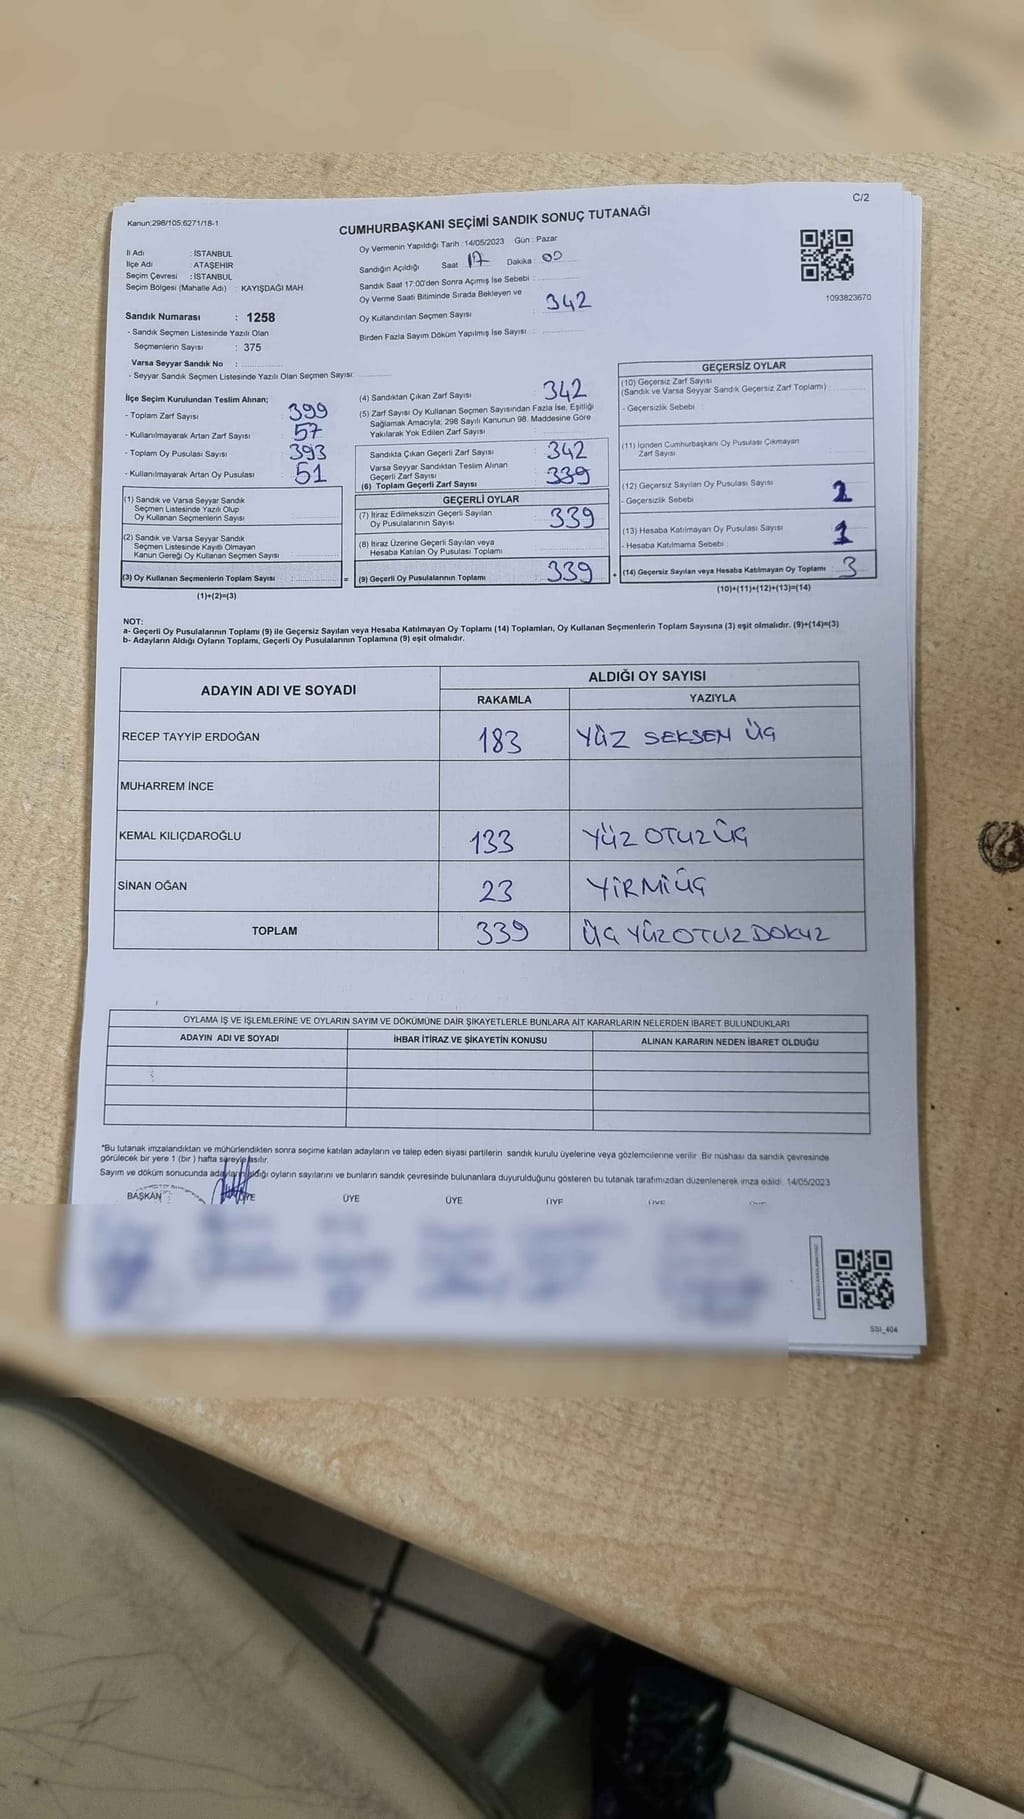 C/2
Kanun:298/105,6271/18-1
CUMHURBAŞKANI SEÇİMİ SANDIK SONUÇ TUTANAĞI
İl Adı : İSTANBUL
İlçe Adı : ATAŞEHİR
Seçim Çevresi : İSTANBUL
Seçim Bölgesi (Mahalle Adı) : KAYIŞDAĞI MAH.
Oy Vermenin Yapıldığı Tarih : 14/05/2023 Gün : Pazar
Sandığın Açıldığı Saat : 17 Dakika : 00
Sandık Saat 17:00'den Sonra Açımış İse Sebebi :
Oy Verme Saati Bitiminde Sırada Bekleyen ve
Oy Kullandırılan Seçmen Sayısı : 342
Birden Fazla Sayım Döküm Yapılmış İse Sayısı :
1093823670
Sandık Numarası : 1258
- Sandık Seçmen Listesinde Yazılı Olan
Seçmenlerin Sayısı : 375
Varsa Seyyar Sandık No :
- Seyyar Sandık Seçmen Listesinde Yazılı Olan Seçmen Sayısı:
İlçe Seçim Kurulundan Teslim Alınan;
- Toplam Zarf Sayısı : 399
- Kullanılmayarak Artan Zarf Sayısı : 57
- Toplam Oy Pusulası Sayısı : 393
- Kullanılmayarak Artan Oy Pusulası : 51
(1) Sandık ve Varsa Seyyar Sandık
Seçmen Listesinde Yazılı Olup
Oy Kullanan Seçmenlerin Sayısı
(2) Sandık ve Varsa Seyyar Sandık
Seçmen Listesinde Kayıtlı Olmayan
Kanun Gereği Oy Kullanan Seçmen Sayısı
(3) Oy Kullanan Seçmenlerin Toplam Sayısı
(1)+(2)=(3)
=
(4) Sandıktan Çıkan Zarf Sayısı : 342
(5) Zarf Sayısı Oy Kullanan Seçmen Sayısından Fazla İse, Eşitliği
Sağlamak Amacıyla; 298 Sayılı Kanunun 98. Maddesine Göre
Yakılarak Yok Edilen Zarf Sayısı :
Sandıkta Çıkan Geçerli Zarf Sayısı : 342
Varsa Seyyar Sandıktan Teslim Alınan
Geçerli Zarf Sayısı
(6) Toplam Geçerli Zarf Sayısı : 339
GEÇERLİ OYLAR
(7) İtiraz Edilmeksizin Geçerli Sayılan
Oy Pusulalarının Sayısı : 339
(8) İtiraz Üzerine Geçerli Sayılan veya
Hesaba Katılan Oy Pusulası Toplamı
(9) Geçerli Oy Pusulalarının Toplamı : 339
+
GEÇERSİZ OYLAR
(10) Geçersiz Zarf Sayısı
(Sandık ve Varsa Seyyar Sandık Geçersiz Zarf Toplamı) :
- Geçersizlik Sebebi :
(11) İçinden Cumhurbaşkanı Oy Pusulası Çıkmayan
Zarf Sayısı
(12) Geçersiz Sayılan Oy Pusulası Sayısı
- Geçersizlik Sebebi :
(13) Hesaba Katılmayan Oy Pusulası Sayısı : 1
- Hesaba Katılmama Sebebi :
(14) Geçersiz Sayılan veya Hesaba Katılmayan Oy Toplamı : 3
(10)+(11)+(12)+(13)=(14)
NOT:
a- Geçerli Oy Pusulalarının Toplamı (9) ile Geçersiz Sayılan veya Hesaba Katılmayan Oy Toplamı (14) Toplamları, Oy Kullanan Seçmenlerin Toplam Sayısına (3) eşit olmalıdır. (9)+(14)=(3)
b- Adayların Aldığı Oyların Toplamı, Geçerli Oy Pusulalarının Toplamına (9) eşit olmalıdır.
ADAYIN ADI VE SOYADI ALDIĞI OY SAYISI
RAKAMLA YAZIYLA
RECEP TAYYİP ERDOĞAN 183 YÜZ SEKSEN ÜÇ
MUHARREM İNCE
KEMAL KILIÇDAROĞLU 133 YÜZ OTUZ ÜÇ
SİNAN OĞAN 23 YİRMİ ÜÇ
TOPLAM 339 ÜÇ YÜZ OTUZ DOKUZ
OYLAMA İŞ VE İŞLEMLERİNE VE OYLARIN SAYIM VE DÖKÜMÜNE DAİR ŞİKAYETLERLE BUNLARA AİT KARARLARIN NELERDEN İBARET BULUNDUKLARI
ADAYIN ADI VE SOYADI İHBAR İTİRAZ VE ŞİKAYETİN KONUSU ALINAN KARARIN NEDEN İBARET OLDUĞU
*Bu tutanak imzalandıktan ve mühürlendikten sonra seçime katılan adayların ve talep eden siyasi partilerin sandık kurulu üyelerine veya gözlemcilerine verilir. Bir nüshası da sandık çevresinde
görülecek bir yere 1 (bir) hafta süreyle asılır.
Sayım ve döküm sonucunda adayların aldığı oyların sayılarını ve bunların sandık çevresinde bulunanlara duyurulduğunu gösteren bu tutanak tarafımızdan düzenlenerek imza edildi. 14/05/2023
BAŞKAN ÜYE ÜYE ÜYE ÜYE
SSI_404